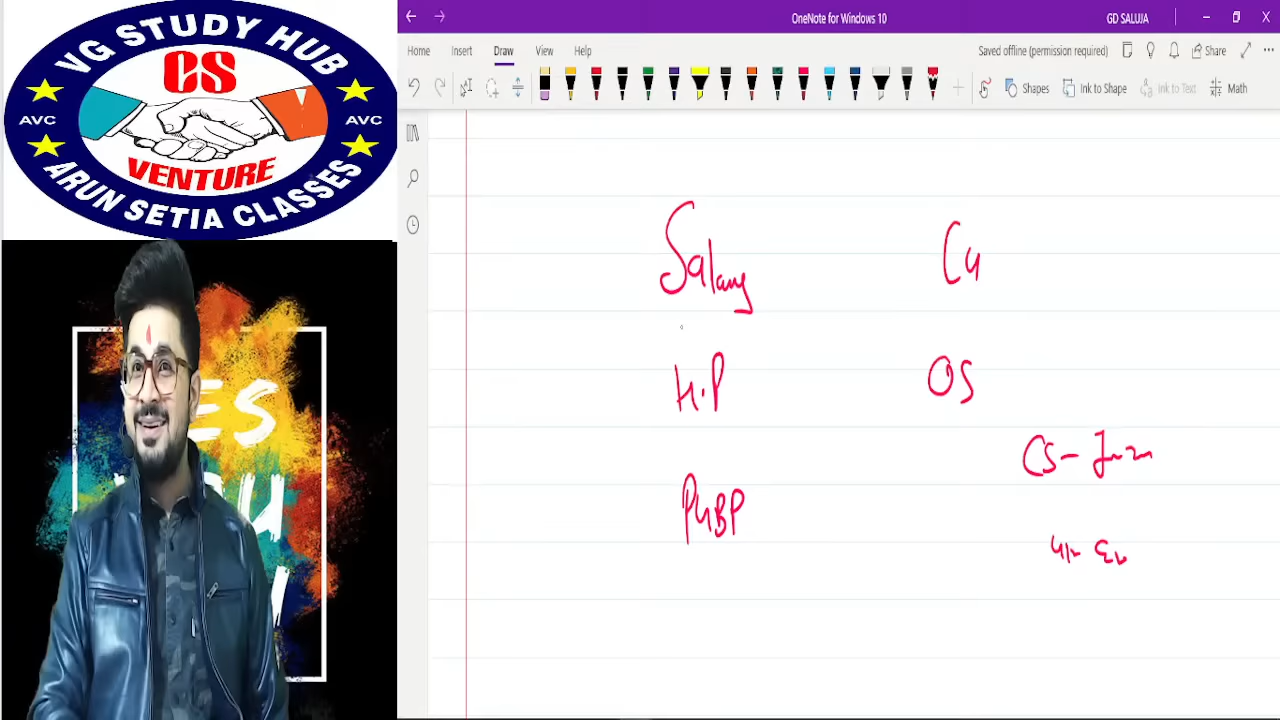 VG STUDY HUB
CS
AVC AVC
VENTURE
ARUN SETIA CLASSES
OneNote for Windows 10
GD SALUJA
Home Insert Draw View Help
Saved offline (permission required)
Share
Shapes
Ink to Shape
Ink to Text
Math
Salary
H.P
PGBP
CG
OS
CS-
ES